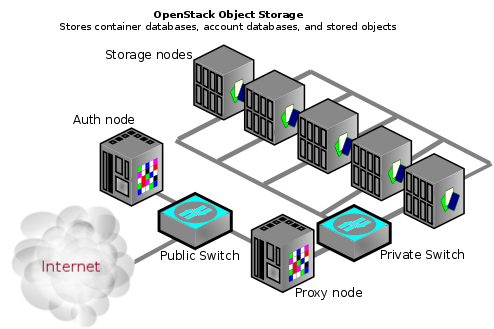 OpenStack Object Storage
Stores container databases, account databases, and stored objects
Storage nodes
Auth node
Public Switch
Private Switch
Internet
Proxy node